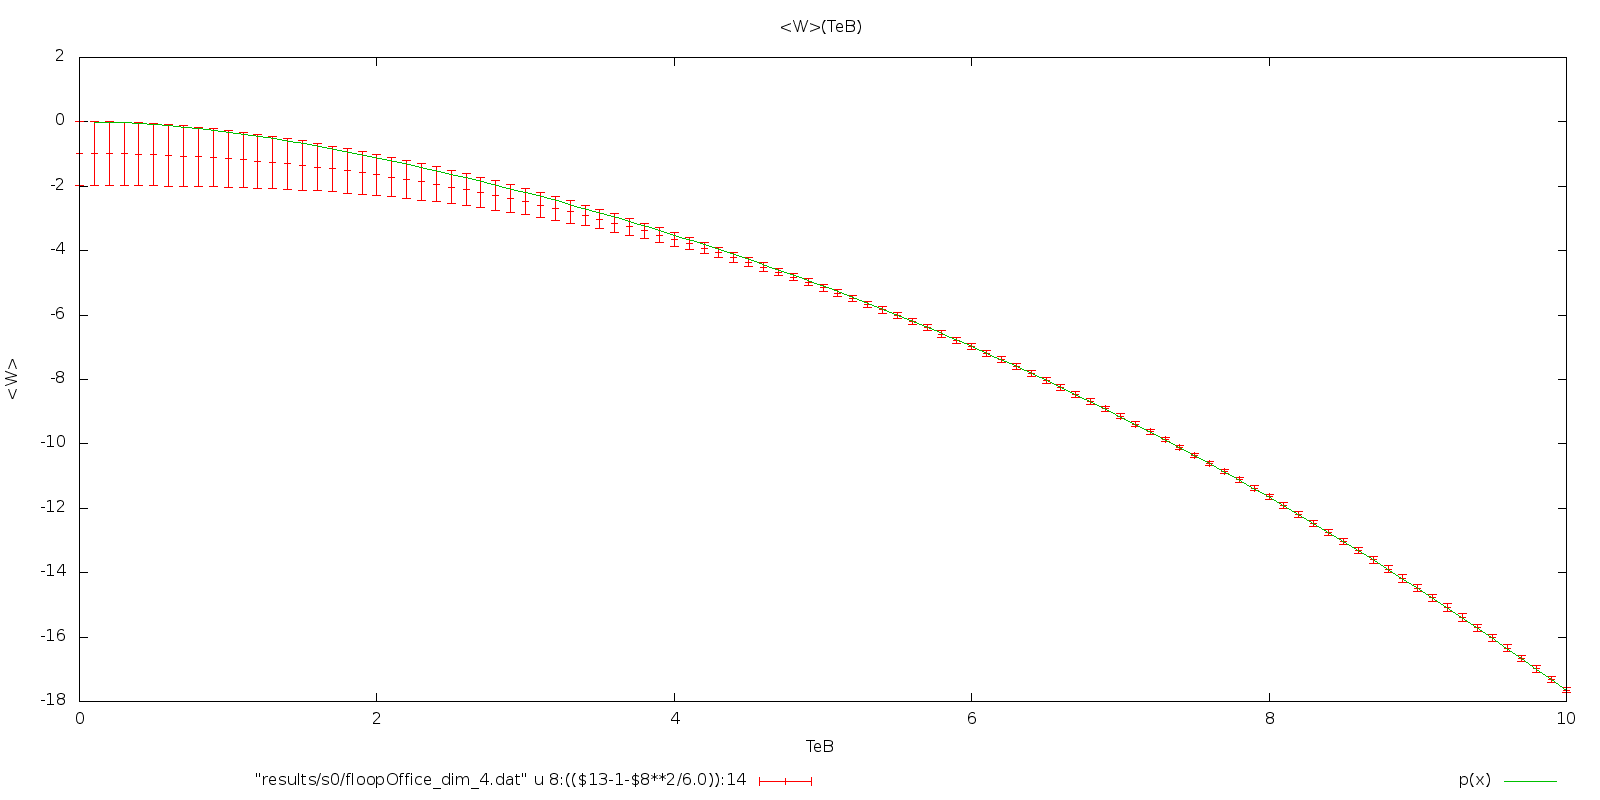 <W>(TeB)
2
0
-2
-4
-6
-8
-10
-12
-14
-16
-18
<W>
0 2 4 6 8 10
TeB
"results/s0/floopOffice_dim_4.dat" u 8:(($13-1-$8**2/6.0)):14 p(x)